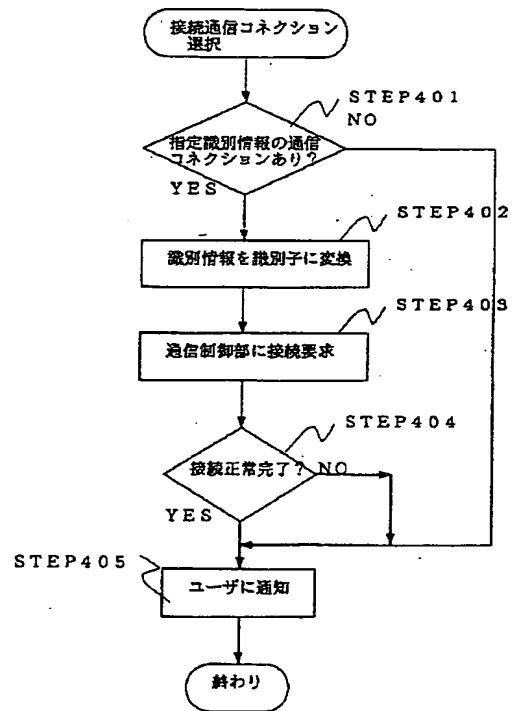 接続通信コネクション
選択
STEP401
NO
指定識別情報の通信
コネクションあり？
YES
STEP402
識別情報を識別子に変換
STEP403
通信制御部に接続要求
STEP404
接続正常完了？ NO
YES
STEP405
ユーザに通知
終わり